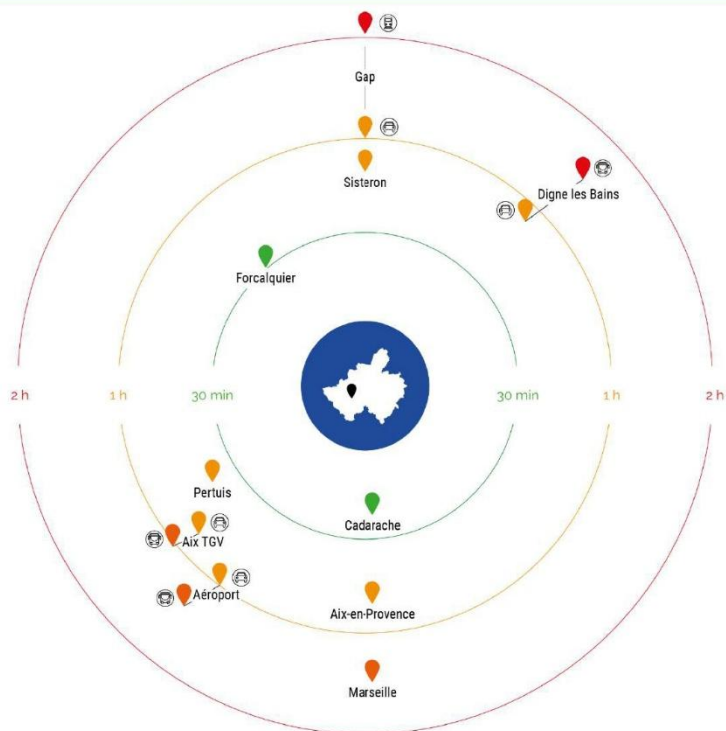 Gap
Sisteron
Digne les Bains
Forcalquier
2 h
1 h
30 min
30 min
1 h
2 h
Pertuis
Cadarache
Aix TGV
Aéroport
Aix-en-Provence
Marseille